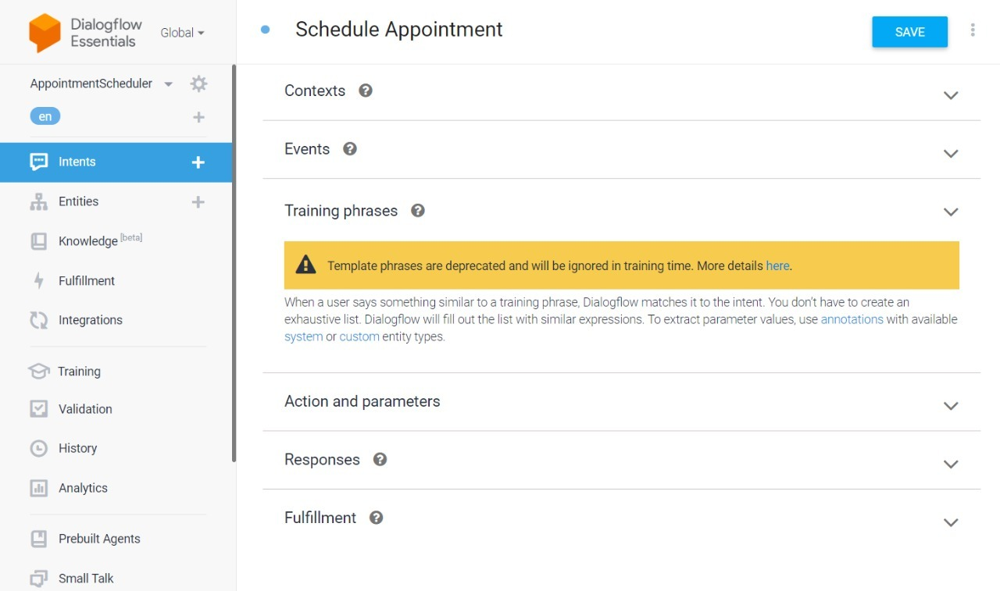 Dialogflow
Essentials
Global
AppointmentScheduler
en
Intents
Entities
Knowledge [beta]
Fulfillment
Integrations
Training
Validation
History
Analytics
Prebuilt Agents
Small Talk
Schedule Appointment
SAVE
Contexts
Events
Training phrases
Template phrases are deprecated and will be ignored in training time. More details here.
When a user says something similar to a training phrase, Dialogflow matches it to the intent. You don't have to create an
exhaustive list. Dialogflow will fill out the list with similar expressions. To extract parameter values, use annotations with available
system or custom entity types.
Action and parameters
Responses
Fulfillment